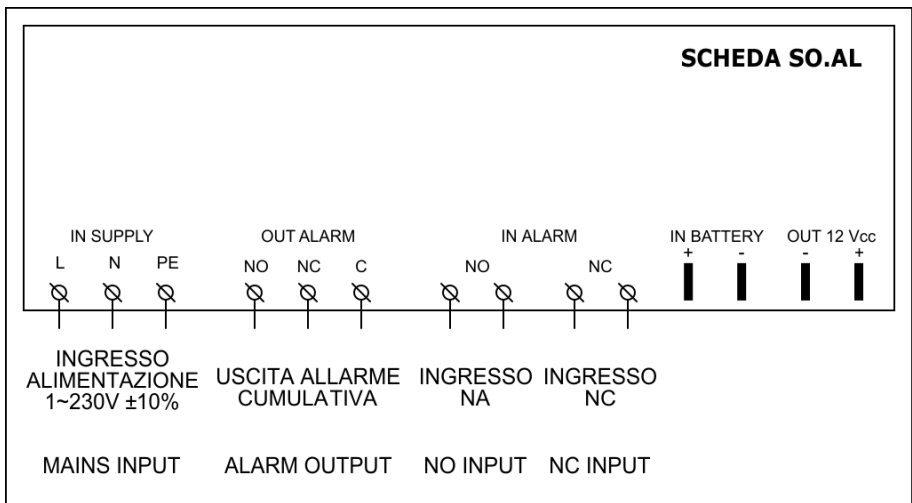 SCHEDA SO.AL
IN SUPPLY OUT ALARM IN ALARM IN BATTERY OUT 12 Vcc
L N PE NO NC C NO NC + - - +
INGRESSO
ALIMENTAZIONE
1~230V ±10%
USCITA ALLARME
CUMULATIVA
INGRESSO
NA
INGRESSO
NC
MAINS INPUT ALARM OUTPUT NO INPUT NC INPUT